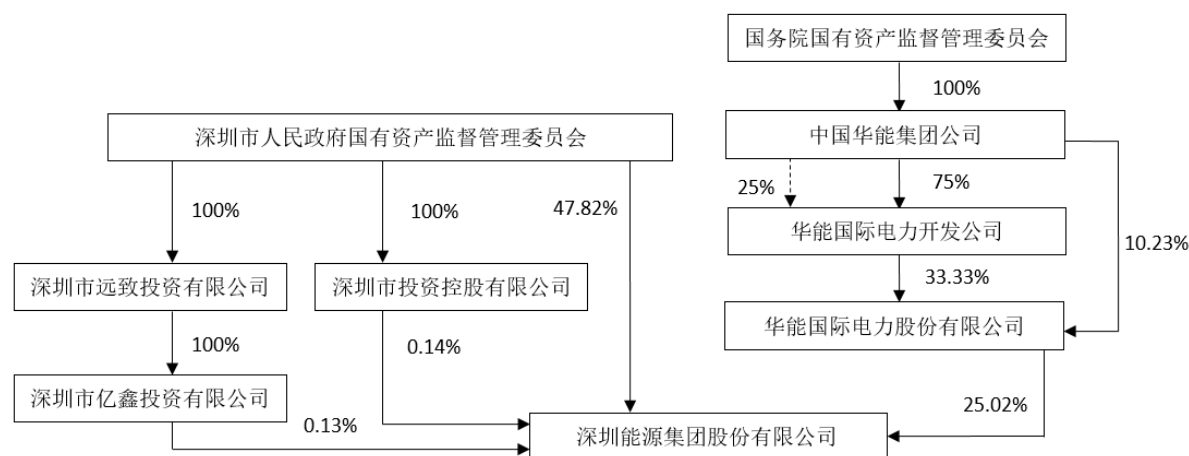 国务院国有资产监督管理委员会
100%
深圳市人民政府国有资产监督管理委员会
中国华能集团公司
100%
100%
47.82%
25%
75%
华能国际电力开发公司
10.23%
深圳市远致投资有限公司
深圳市投资控股有限公司
33.33%
华能国际电力股份有限公司
100%
0.14%
深圳市亿鑫投资有限公司
0.13%
25.02%
深圳能源集团股份有限公司